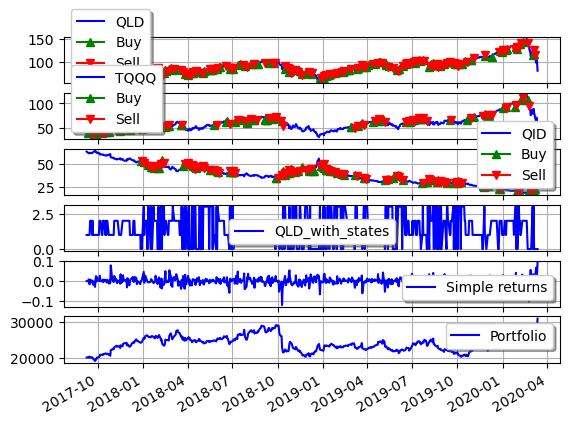 QLD
Buy
Sell
150
100
TQQQ
Buy
Sell
100
50
QID
Buy
Sell
50
25
2.5
0.0
QLD_with_states
0.1
0.0
−0.1
Simple returns
30000
20000
Portfolio
2017-10
2018-01
2018-04
2018-07
2018-10
2019-01
2019-04
2019-07
2019-10
2020-01
2020-04